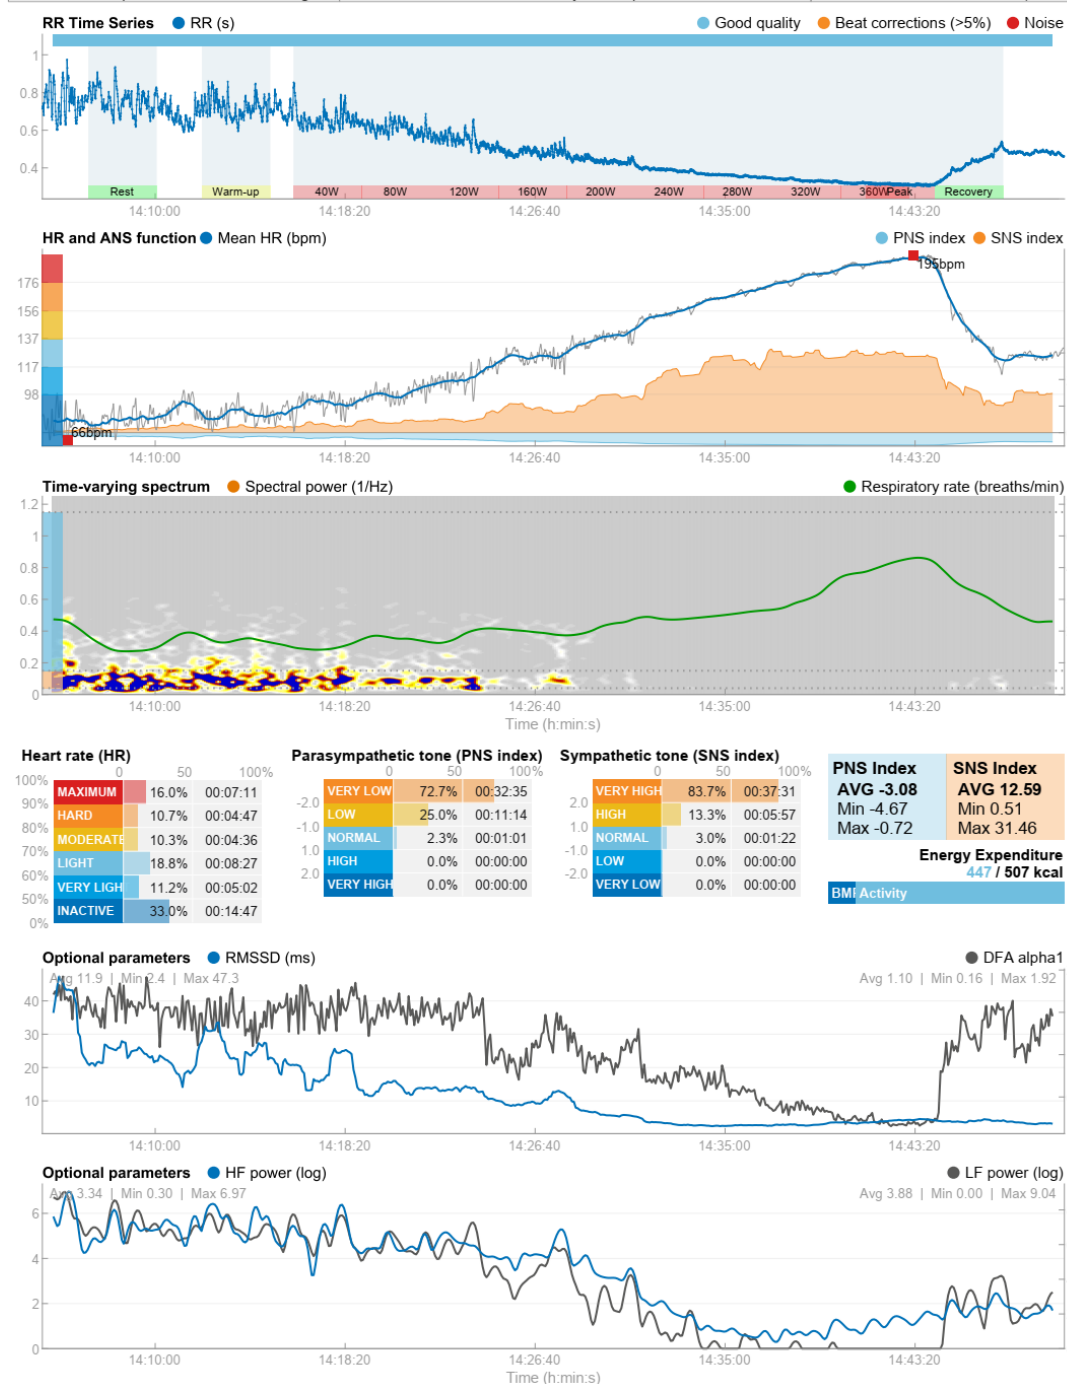 RR Time Series RR (s) Good quality Beat corrections (>5%) Noise
1
0.8
0.6
0.4
Rest Warm-up 40W 80W 120W 160W 200W 240W 280W 320W 360W Peak Recovery
14:10:00 14:18:20 14:26:40 14:35:00 14:43:20
HR and ANS function Mean HR (bpm) PNS index SNS index
195bpm
176
156
137
117
98
66bpm
14:10:00 14:18:20 14:26:40 14:35:00 14:43:20
Time-varying spectrum Spectral power (1/Hz) Respiratory rate (breaths/min)
1.2
1
0.8
0.6
0.4
0.2
0
14:10:00 14:18:20 14:26:40 14:35:00 14:43:20
Time (h:min:s)
Heart rate (HR)
0 50 100%
100%
MAXIMUM 16.0% 00:07:11
90%
HARD 10.7% 00:04:47
80%
MODERATE 10.3% 00:04:36
70%
LIGHT 18.8% 00:08:27
60%
VERY LIGH 11.2% 00:05:02
50%
INACTIVE 33.0% 00:14:47
0%
Parasympathetic tone (PNS index)
0 50 100%
VERY LOW 72.7% 00:32:35
-2.0
LOW 25.0% 00:11:14
-1.0
NORMAL 2.3% 00:01:01
1.0
HIGH 0.0% 00:00:00
2.0
VERY HIGH 0.0% 00:00:00
Sympathetic tone (SNS index)
0 50 100%
VERY HIGH 83.7% 00:37:31
2.0
HIGH 13.3% 00:05:57
1.0
NORMAL 3.0% 00:01:22
-1.0
LOW 0.0% 00:00:00
-2.0
VERY LOW 0.0% 00:00:00
PNS Index
AVG -3.08
Min -4.67
Max -0.72
SNS Index
AVG 12.59
Min 0.51
Max 31.46
Energy Expenditure
447 / 507 kcal
BMR Activity
Optional parameters RMSSD (ms) DFA alpha1
Avg 11.9 | Min 2.4 | Max 47.3 Avg 1.10 | Min 0.16 | Max 1.92
40
30
20
10
14:10:00 14:18:20 14:26:40 14:35:00 14:43:20
Optional parameters HF power (log) LF power (log)
Avg 3.34 | Min 0.30 | Max 6.97 Avg 3.88 | Min 0.00 | Max 9.04
6
4
2
0
14:10:00 14:18:20 14:26:40 14:35:00 14:43:20
Time (h:min:s)